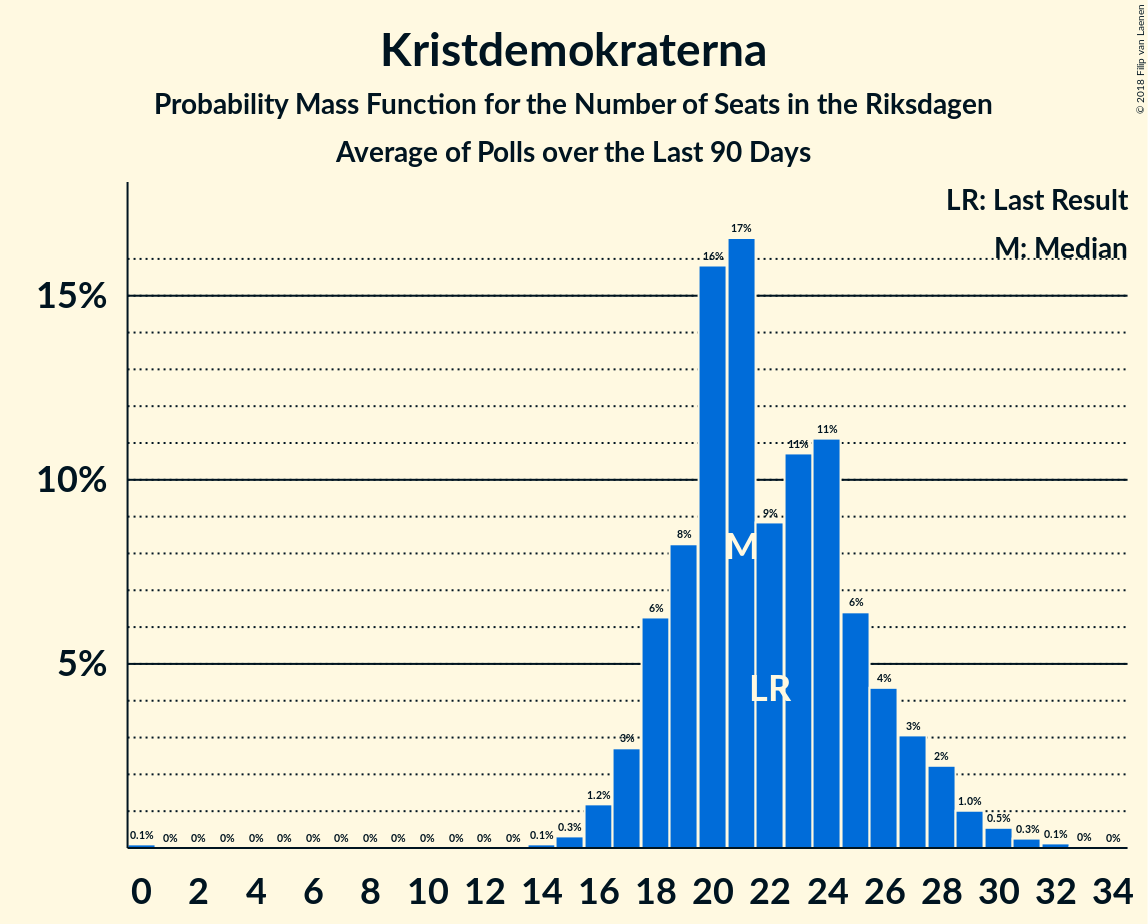 Kristdemokraterna
Probability Mass Function for the Number of Seats in the Riksdagen
Average of Polls over the Last 90 Days
© 2018 Filip van Laenen
LR: Last Result
M: Median
15%
10%
5%
0.1% 0% 0% 0% 0% 0% 0% 0% 0% 0% 0% 0% 0% 0% 0.1% 0.3% 1.2% 3% 6% 8% 16% 17% 9% 11% 11% 6% 4% 3% 2% 1.0% 0.5% 0.3% 0.1% 0% 0%
M
LR
0 2 4 6 8 10 12 14 16 18 20 22 24 26 28 30 32 34